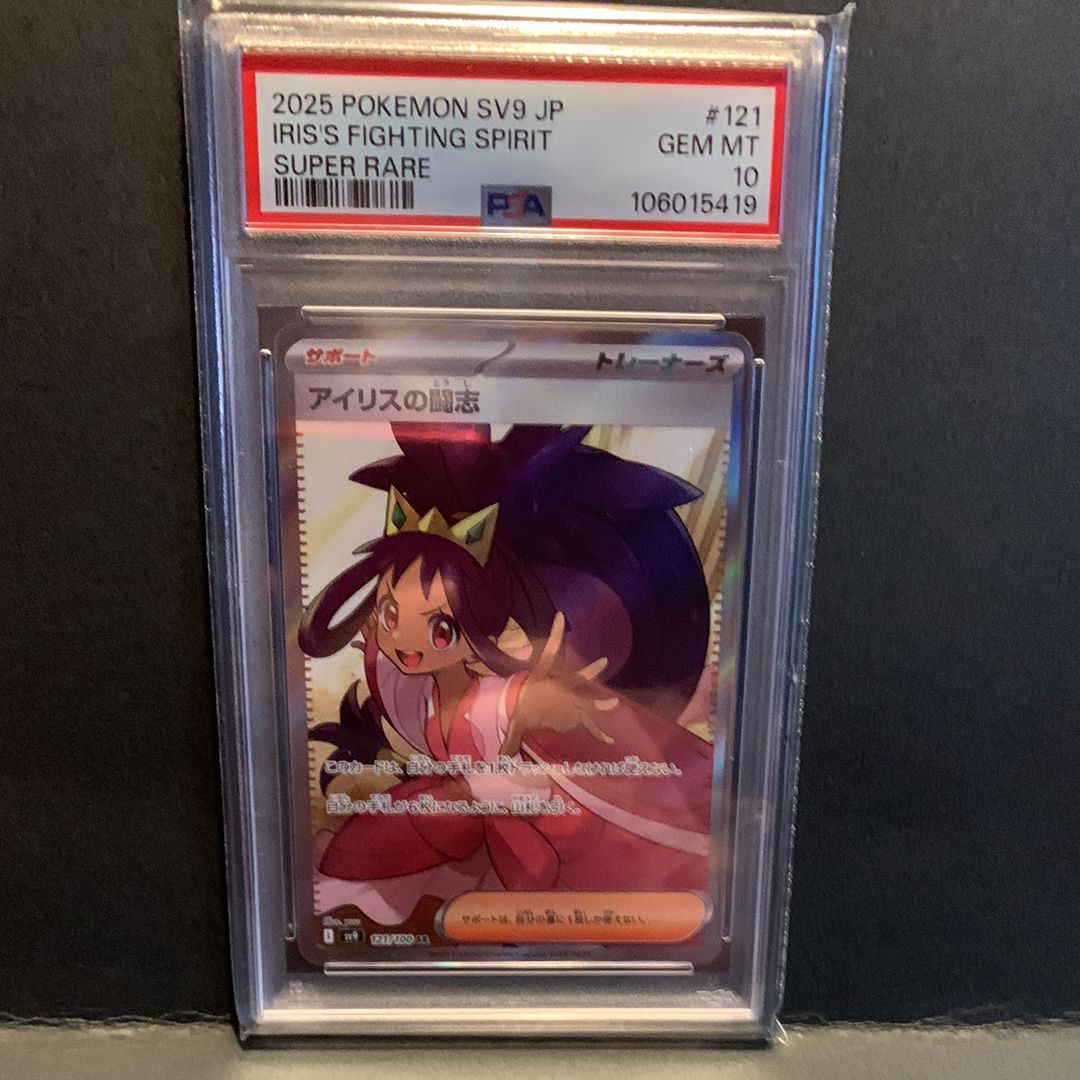 2025 POKEMON SV9 JP #121
IRIS'S FIGHTING SPIRIT GEM MT
SUPER RARE 10
PSA 106015419
サポート トレーナーズ
アイリスの闘志
このカードは、自分の手札を1枚トラッシュしなければ使えない。
自分の手札が6枚になるように、山札を引く。
サポートは、自分の番に1枚しか使えない。
Illus.
I SV9 121/100 SR